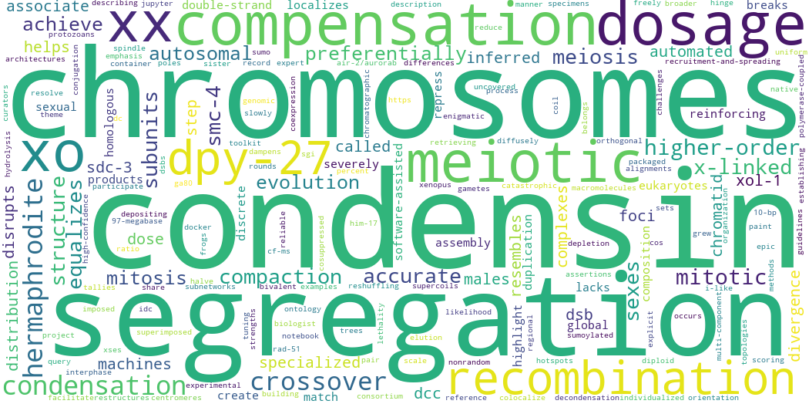 associate
describing
jupyter
double-strand
localizes
description
manner
specimens
freely
broader
hinge
breaks
protozoans
xx
compensation
dosage
achieve
reduce
helps
spindle
sumo
emphasis
architectures
container
poles
sister
record
expert
autosomal
preferentially
inferred
meiosis
automated
uniform
air-2/aurorab
differences
recruitment-and-spreading
chromosomes
curators
resolve
sexual
theme
conjugation
homologous
step
subunits
smc-4
genomic
slowly
coexpression
https
chromatographic
repress
enigmatic
process
uncovered
coil
belongs
challenges
reinforcing
native
polymerase-coupled
hydrolysis
xo
sdc-3
products
participate
dpy-27
toolkit
dampens
sgi
rounds
percent
dsbs
called
severely
meiotic
retrieving
diffusely
orthogonal
packaged
alignments
higher-order
x-linked
eukaryotes
xol-1
establishing
guidelines
disrupts
hermaphrodite
structure
equalizes
high-confidence
depositing
97-megabase
dose
ratio
evolution
discrete
docker
frogs
cf-ms
reliable
cosuppressed
him-17
software-assisted
condensin
xenopus
gametes
catastrophic
macromolecules
assembly
depletion
resembles
duplication
complexes
foci
sets
cos
grew
lacks
assertions
chromatid
organization
10-bp
paint
epic
methods
distribution
mitosis
compaction
accurate
males
sexes
composition
mitotic
divergence
tallies
share
subnetworks
bivalent
examples
reshuffling
supercoils
halve
imposed
idc
ontology
tuning
strengths
likelihood
dsb
global
sumoylated
occurs
i-like
explicit
multi-component
topologies
segregation
project
superimposed
biologist
notebook
trees
lethality
rad-51
xses
query
interphase
machines
specialized
pair
elution
scale
nonrandom
highlight
regional
hotspots
diploid
scoring
condensation
experimental
crossover
dcc
recombination
facilitate
structures
centromeres
create
building
match
consortium
reference
colocalize
decondensation
individualized
orientation